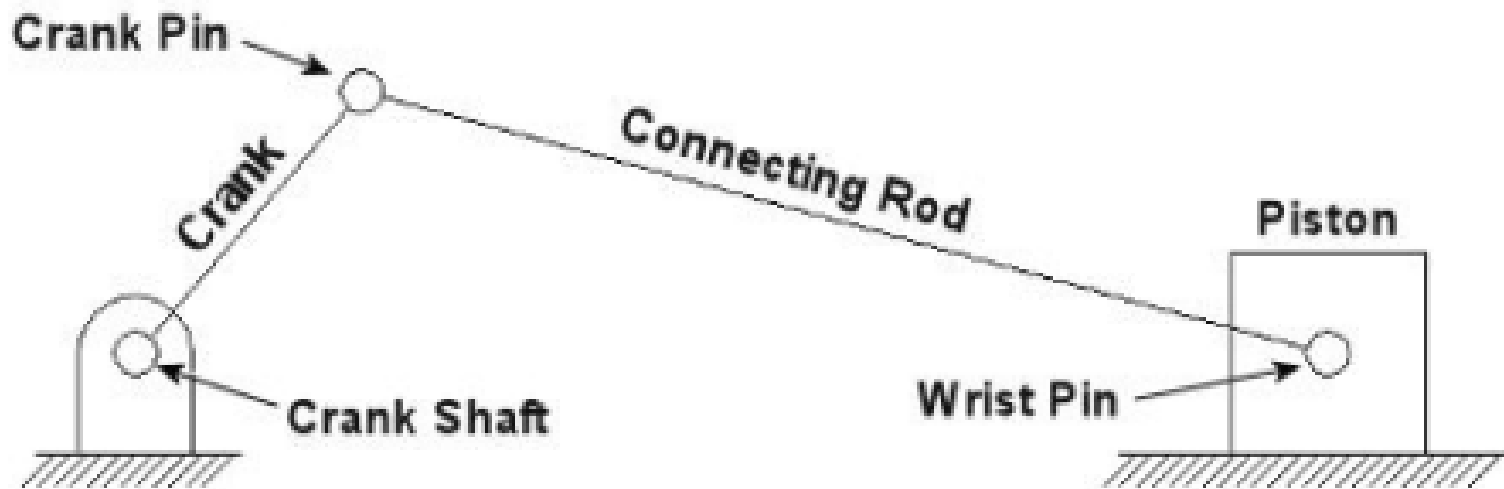 Crank Pin
Crank
Connecting Rod
Piston
Crank Shaft
Wrist Pin